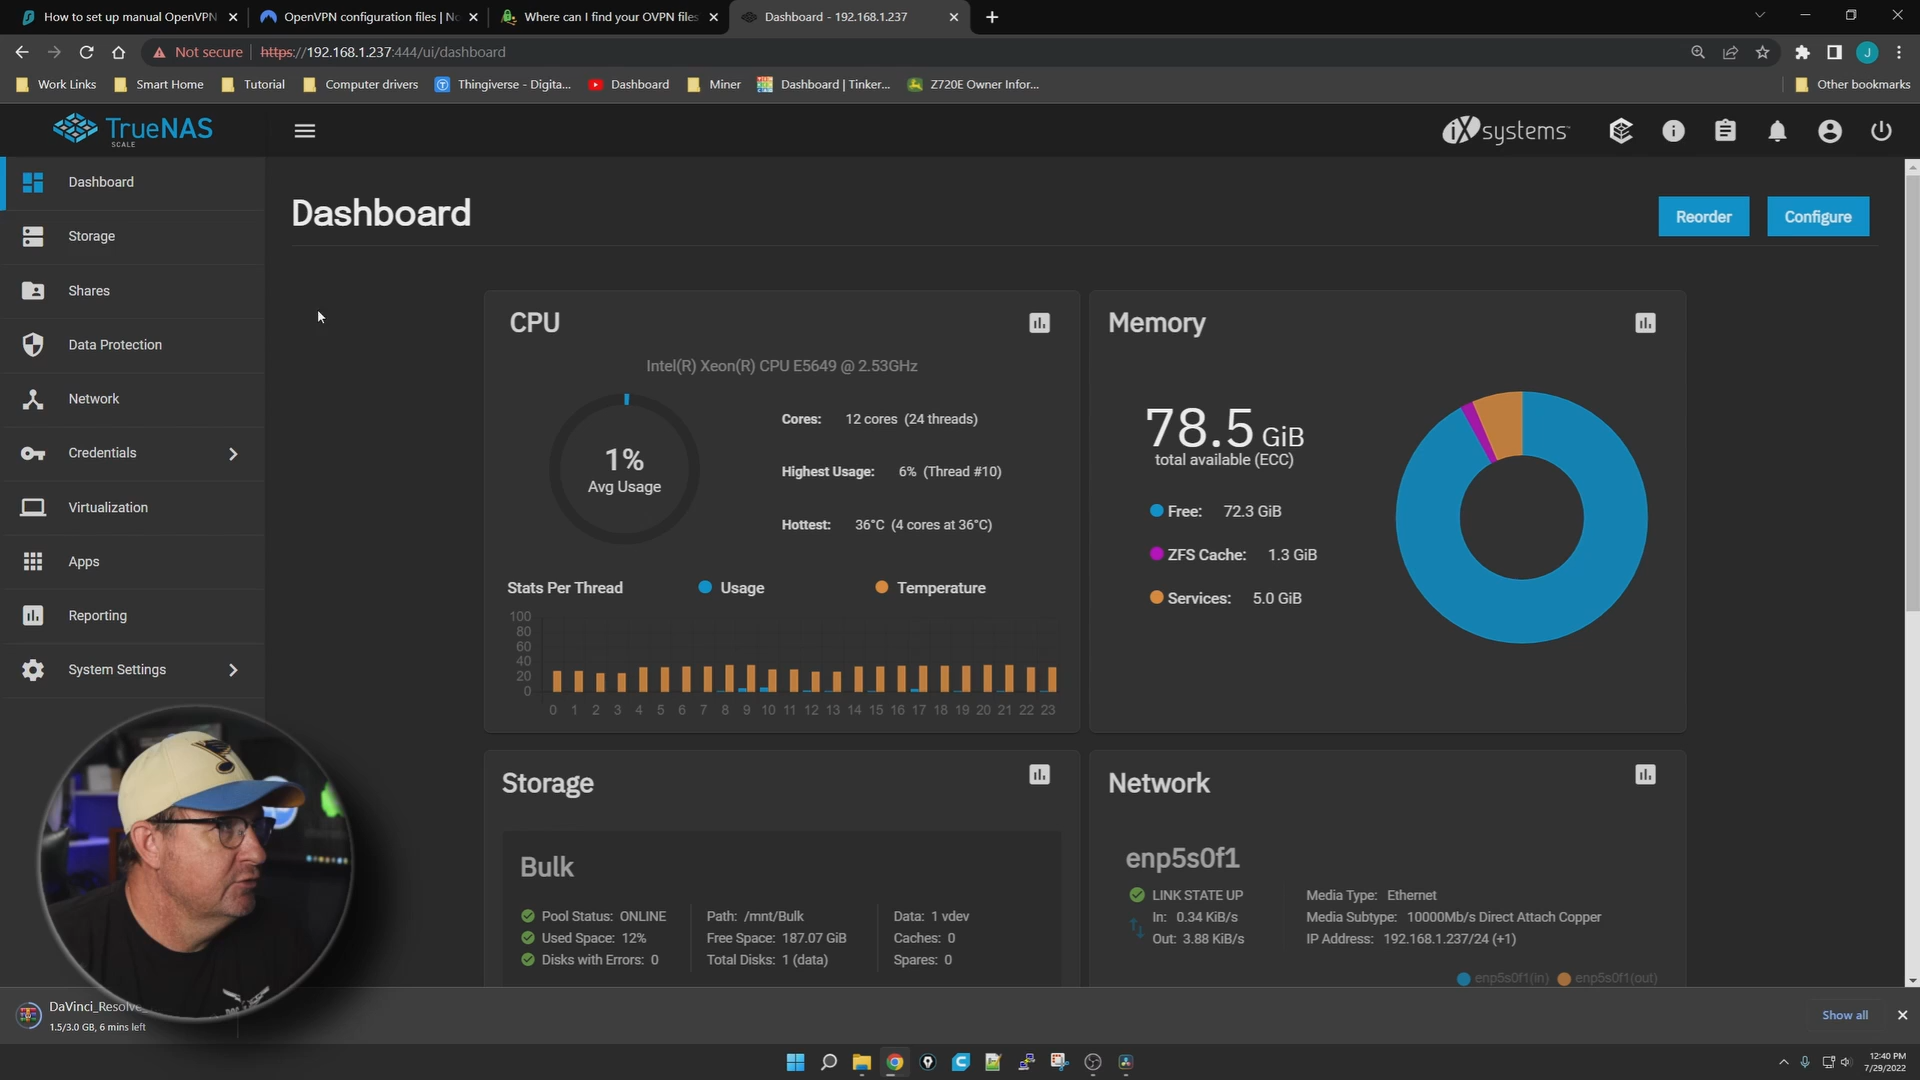 How to set up manual OpenVPN
OpenVPN configuration files | No
Where can I find your OVPN files
Dashboard - 192.168.1.237
Not secure
https://192.168.1.237:444/ui/dashboard
Work Links
Smart Home
Tutorial
Computer drivers
Thingiverse - Digita...
Dashboard
Miner
Dashboard | Tinker...
Z720E Owner Infor...
Other bookmarks
TrueNAS
SCALE
iXsystems
Dashboard
Storage
Shares
Data Protection
Network
Credentials
Virtualization
Apps
Reporting
System Settings
Dashboard
Reorder
Configure
CPU
Intel(R) Xeon(R) CPU E5649 @ 2.53GHz
1%
Avg Usage
Cores: 12 cores (24 threads)
Highest Usage: 6% (Thread #10)
Hottest: 36°C (4 cores at 36°C)
Stats Per Thread
Usage
Temperature
100
80
60
40
20
0
0 1 2 3 4 5 6 7 8 9 10 11 12 13 14 15 16 17 18 19 20 21 22 23
Memory
78.5 GiB
total available (ECC)
Free: 72.3 GiB
ZFS Cache: 1.3 GiB
Services: 5.0 GiB
Storage
Bulk
Pool Status: ONLINE
Used Space: 12%
Disks with Errors: 0
Path: /mnt/Bulk
Free Space: 187.07 GiB
Total Disks: 1 (data)
Data: 1 vdev
Caches: 0
Spares: 0
Network
enp5s0f1
LINK STATE UP
In: 0.34 KiB/s
Out: 3.88 KiB/s
Media Type: Ethernet
Media Subtype: 10000Mb/s Direct Attach Copper
IP Address: 192.168.1.237/24 (+1)
enp5s0f1(in)
enp5s0f1(out)
DaVinci_Resolve_
1.5/3.0 GB, 6 mins left
Show all
12:40 PM
7/29/2022